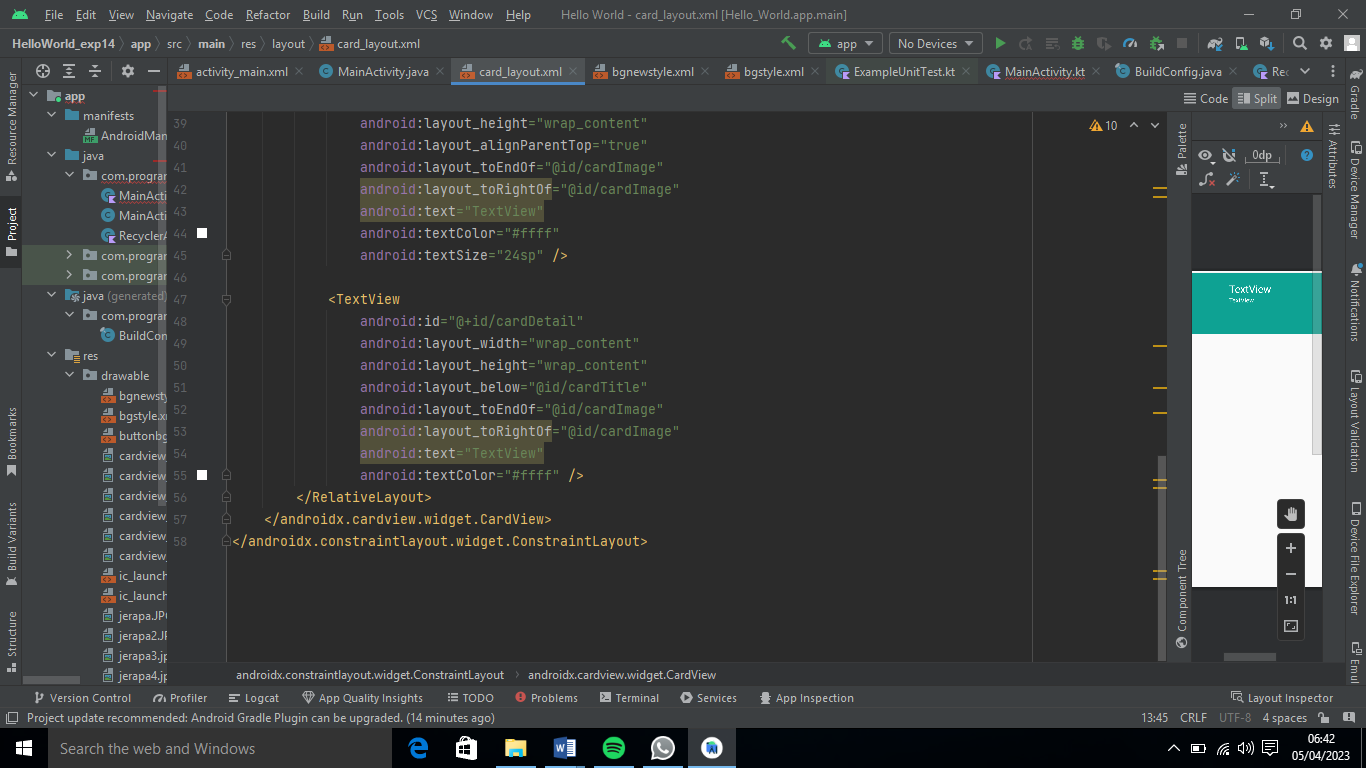 File Edit View Navigate Code Refactor Build Run Tools VCS Window Help Hello World - card_layout.xml [Hello_World.app.main]
HelloWorld_exp14 app src main res layout card_layout.xml app No Devices
activity_main.xml MainActivity.java card_layout.xml bgnewstyle.xml bgstyle.xml ExampleUnitTest.kt MainActivity.kt BuildConfig.java Rec
Code Split Design
Resource Manager
Project
Bookmarks
Build Variants
Structure
app
manifests
AndroidMan
java
com.progran
MainActi
MainActi
RecyclerA
com.progran
com.progran
java (generated)
com.progran
BuildCon
res
drawable
bgnewsty
bgstyle.x
buttonbg
cardview_
cardview_
cardview_
cardview_
cardview_
cardview_
ic_launch
ic_launch
jerapa.JPG
jerapa2.JP
jerapa3.jp
jerapa4.jp
39 android:layout_height="wrap_content"
40 android:layout_alignParentTop="true"
41 android:layout_toEndOf="@id/cardImage"
42 android:layout_toRightOf="@id/cardImage"
43 android:text="TextView"
44 android:textColor="#ffff"
45 android:textSize="24sp" />
46
47 <TextView
48 android:id="@+id/cardDetail"
49 android:layout_width="wrap_content"
50 android:layout_height="wrap_content"
51 android:layout_below="@id/cardTitle"
52 android:layout_toEndOf="@id/cardImage"
53 android:layout_toRightOf="@id/cardImage"
54 android:text="TextView"
55 android:textColor="#ffff" />
56 </RelativeLayout>
57 </androidx.cardview.widget.CardView>
58 </androidx.constraintlayout.widget.ConstraintLayout>
10
Palette
Component Tree
0dp
TextView
TextView
1:1
Attributes
Gradle
Device Manager
Notifications
Layout Validation
Device File Explorer
Emul
androidx.constraintlayout.widget.ConstraintLayout androidx.cardview.widget.CardView
Version Control Profiler Logcat App Quality Insights TODO Problems Terminal Services App Inspection Layout Inspector
Project update recommended: Android Gradle Plugin can be upgraded. (14 minutes ago) 13:45 CRLF UTF-8 4 spaces
Search the web and Windows
06:42
05/04/2023